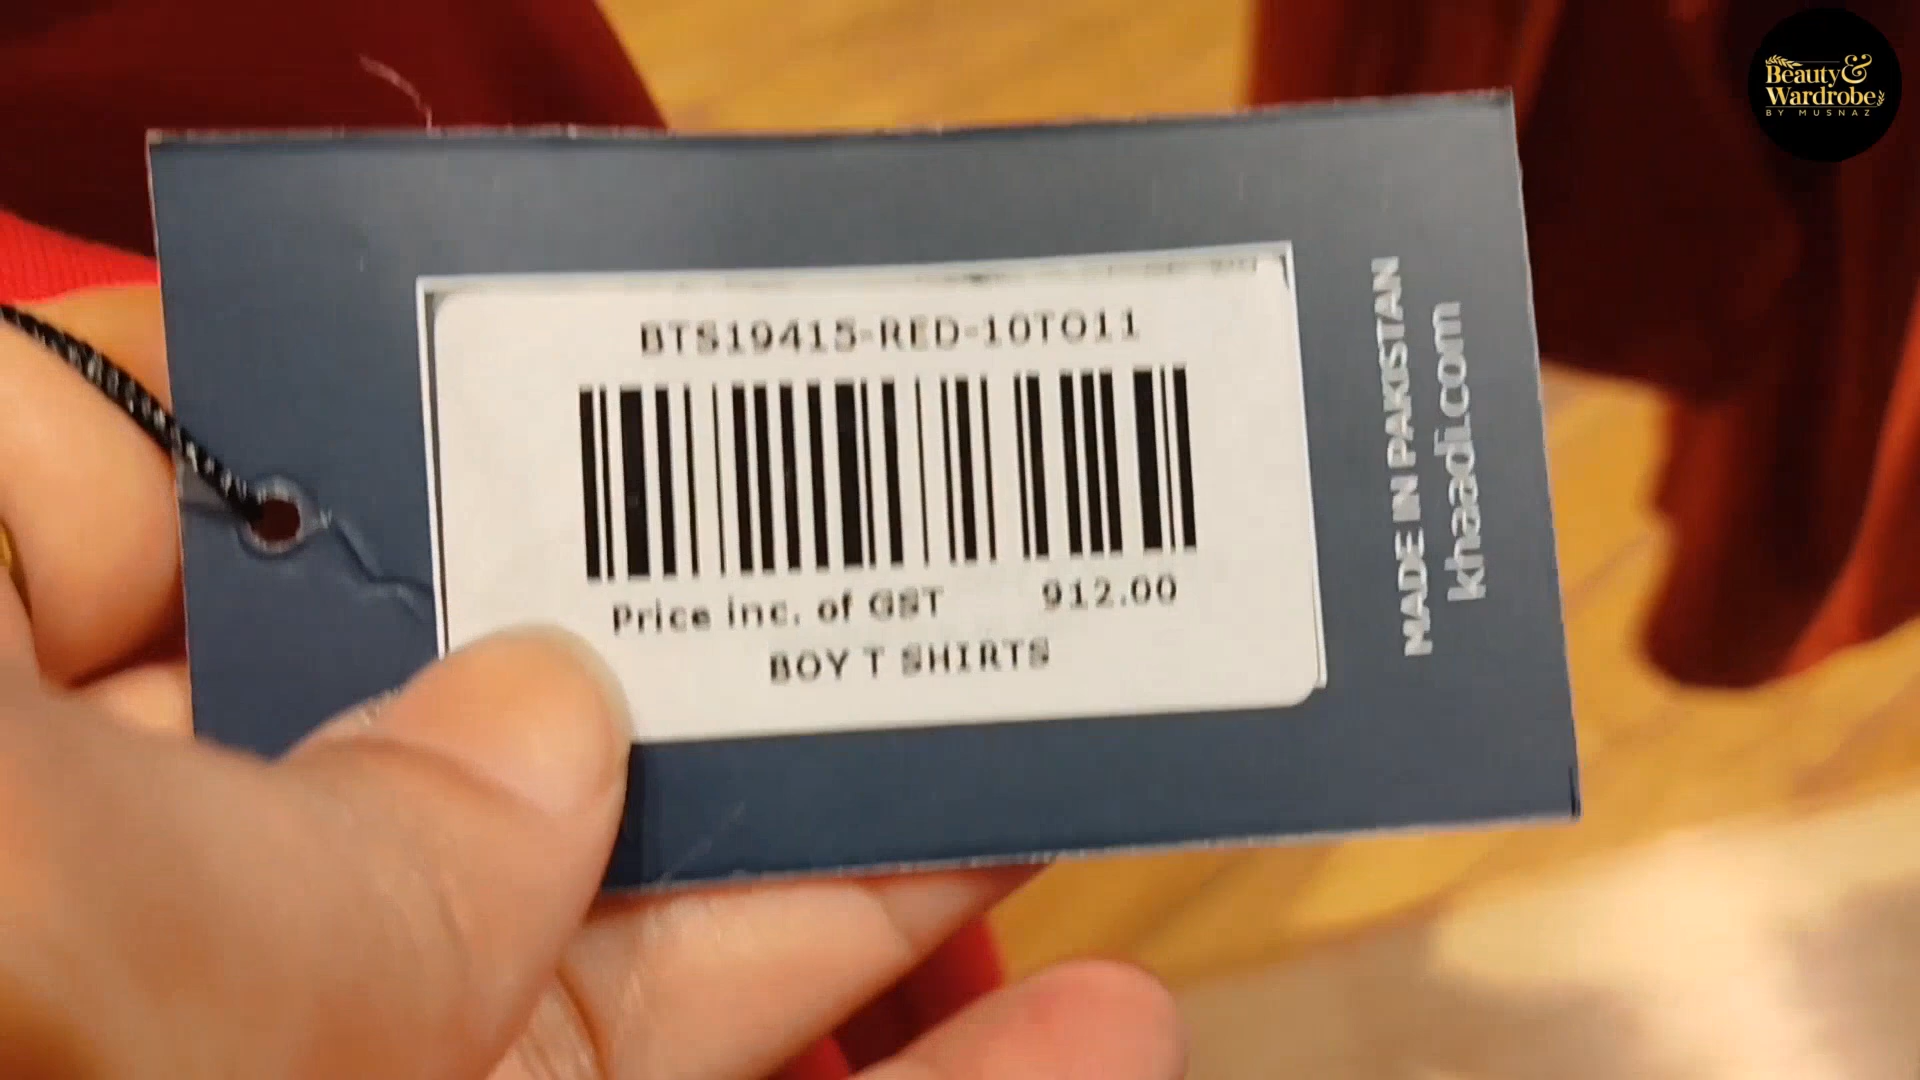 Beauty&
Wardrobe
BY MUSNAZ
BTS19415-RED-10TO11
Price inc. of GST 912.00
BOY T SHIRTS
MADE IN PAKISTAN
khaadi.com